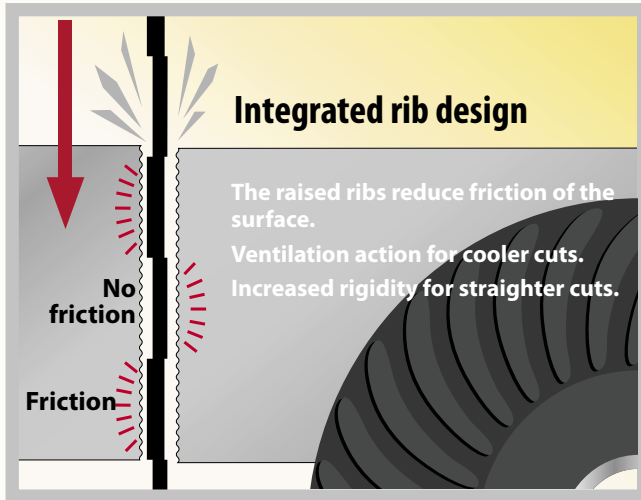 Integrated rib design
The raised ribs reduce friction of the
surface.
Ventilation action for cooler cuts.
Increased rigidity for straighter cuts.
No
friction
Friction